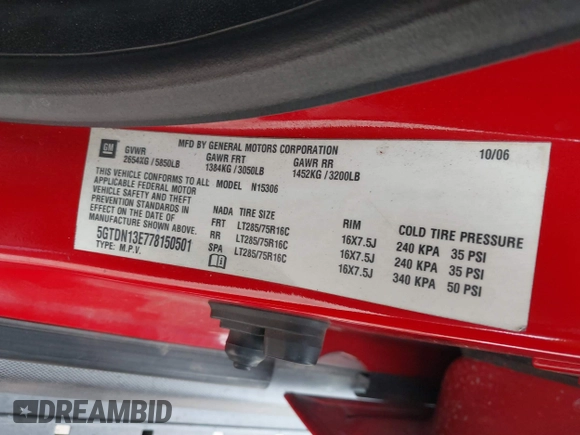 GM
MFD BY GENERAL MOTORS CORPORATION
10/06
GVWR GAWR FRT GAWR RR
2654KG / 5850LB 1384KG / 3050LB 1452KG / 3200LB
THIS VEHICLE CONFORMS TO ALL MODEL N15306
APPLICABLE FEDERAL MOTOR
VEHICLE SAFETY AND THEFT
PREVENTION STANDARDS IN
EFFECT ON THE DATE OF
MANUFACTURE SHOWN ABOVE.
5GTDN13E778150501
TYPE: M.P.V.
NADA TIRE SIZE RIM COLD TIRE PRESSURE
FRT LT285/75R16C 16X7.5J 240 KPA 35 PSI
RR LT285/75R16C 16X7.5J 240 KPA 35 PSI
SPA LT285/75R16C 16X7.5J 340 KPA 50 PSI
DREAMBID